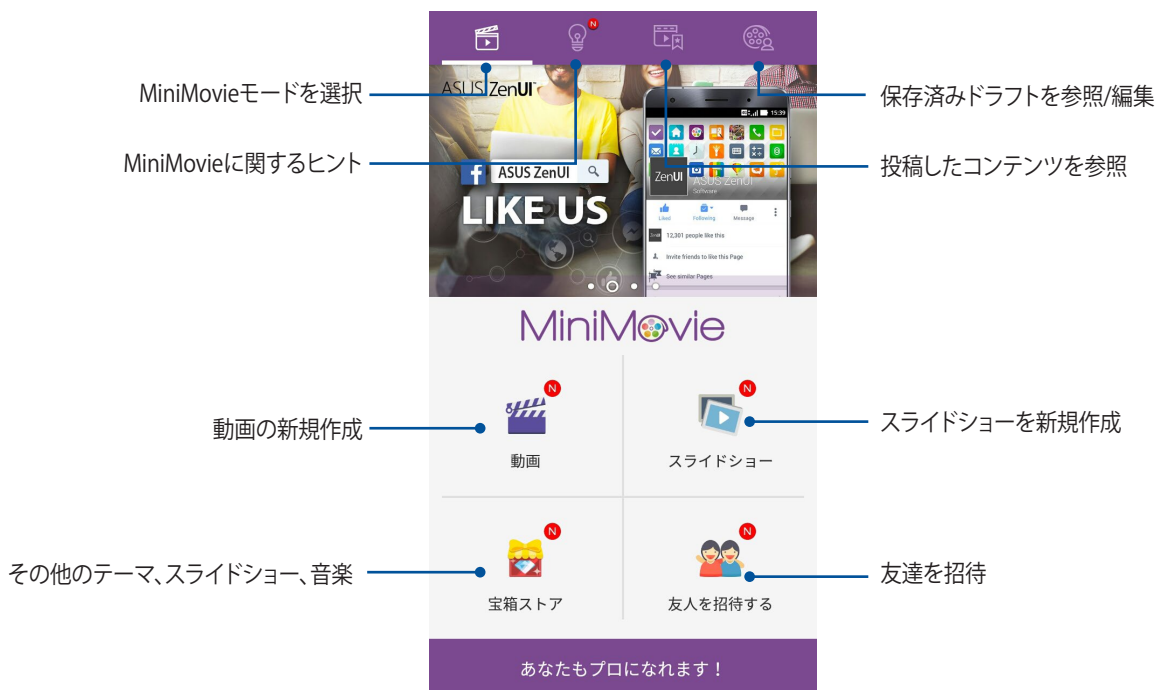 N
MiniMovieモードを選択
保存済みドラフトを参照/編集
ASUS ZenUI
15:39
MiniMovieに関するヒント
投稿したコンテンツを参照
f ASUS ZenUI
ZenUI
ASUS ZenUI
Software
LIKE US
Liked Following Message
12,301 people like this
Invite friends to like this Page
See similar Pages
MiniMovie
N
N
動画の新規作成
スライドショーを新規作成
動画
スライドショー
N
N
その他のテーマ、スライドショー、音楽
友達を招待
宝箱ストア
友人を招待する
あなたもプロになれます！